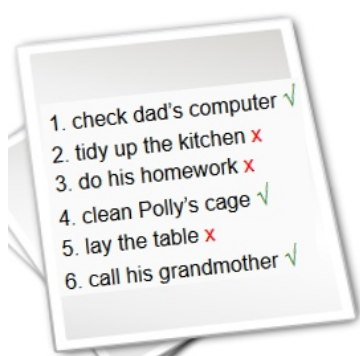 1. check dad's computer √
2. tidy up the kitchen x
3. do his homework x
4. clean Polly's cage √
5. lay the table x
6. call his grandmother √